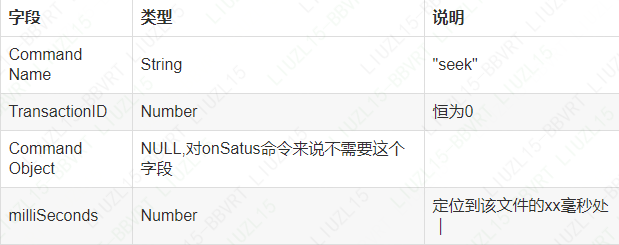 字段 类型 说明
Command
Name String "seek"
TransactionID Number 恒为0
Command
Object NULL,对onSatus命令来说不需要这个
字段
milliSeconds Number 定位到该文件的xx毫秒处
LIUZL15-BBVRT